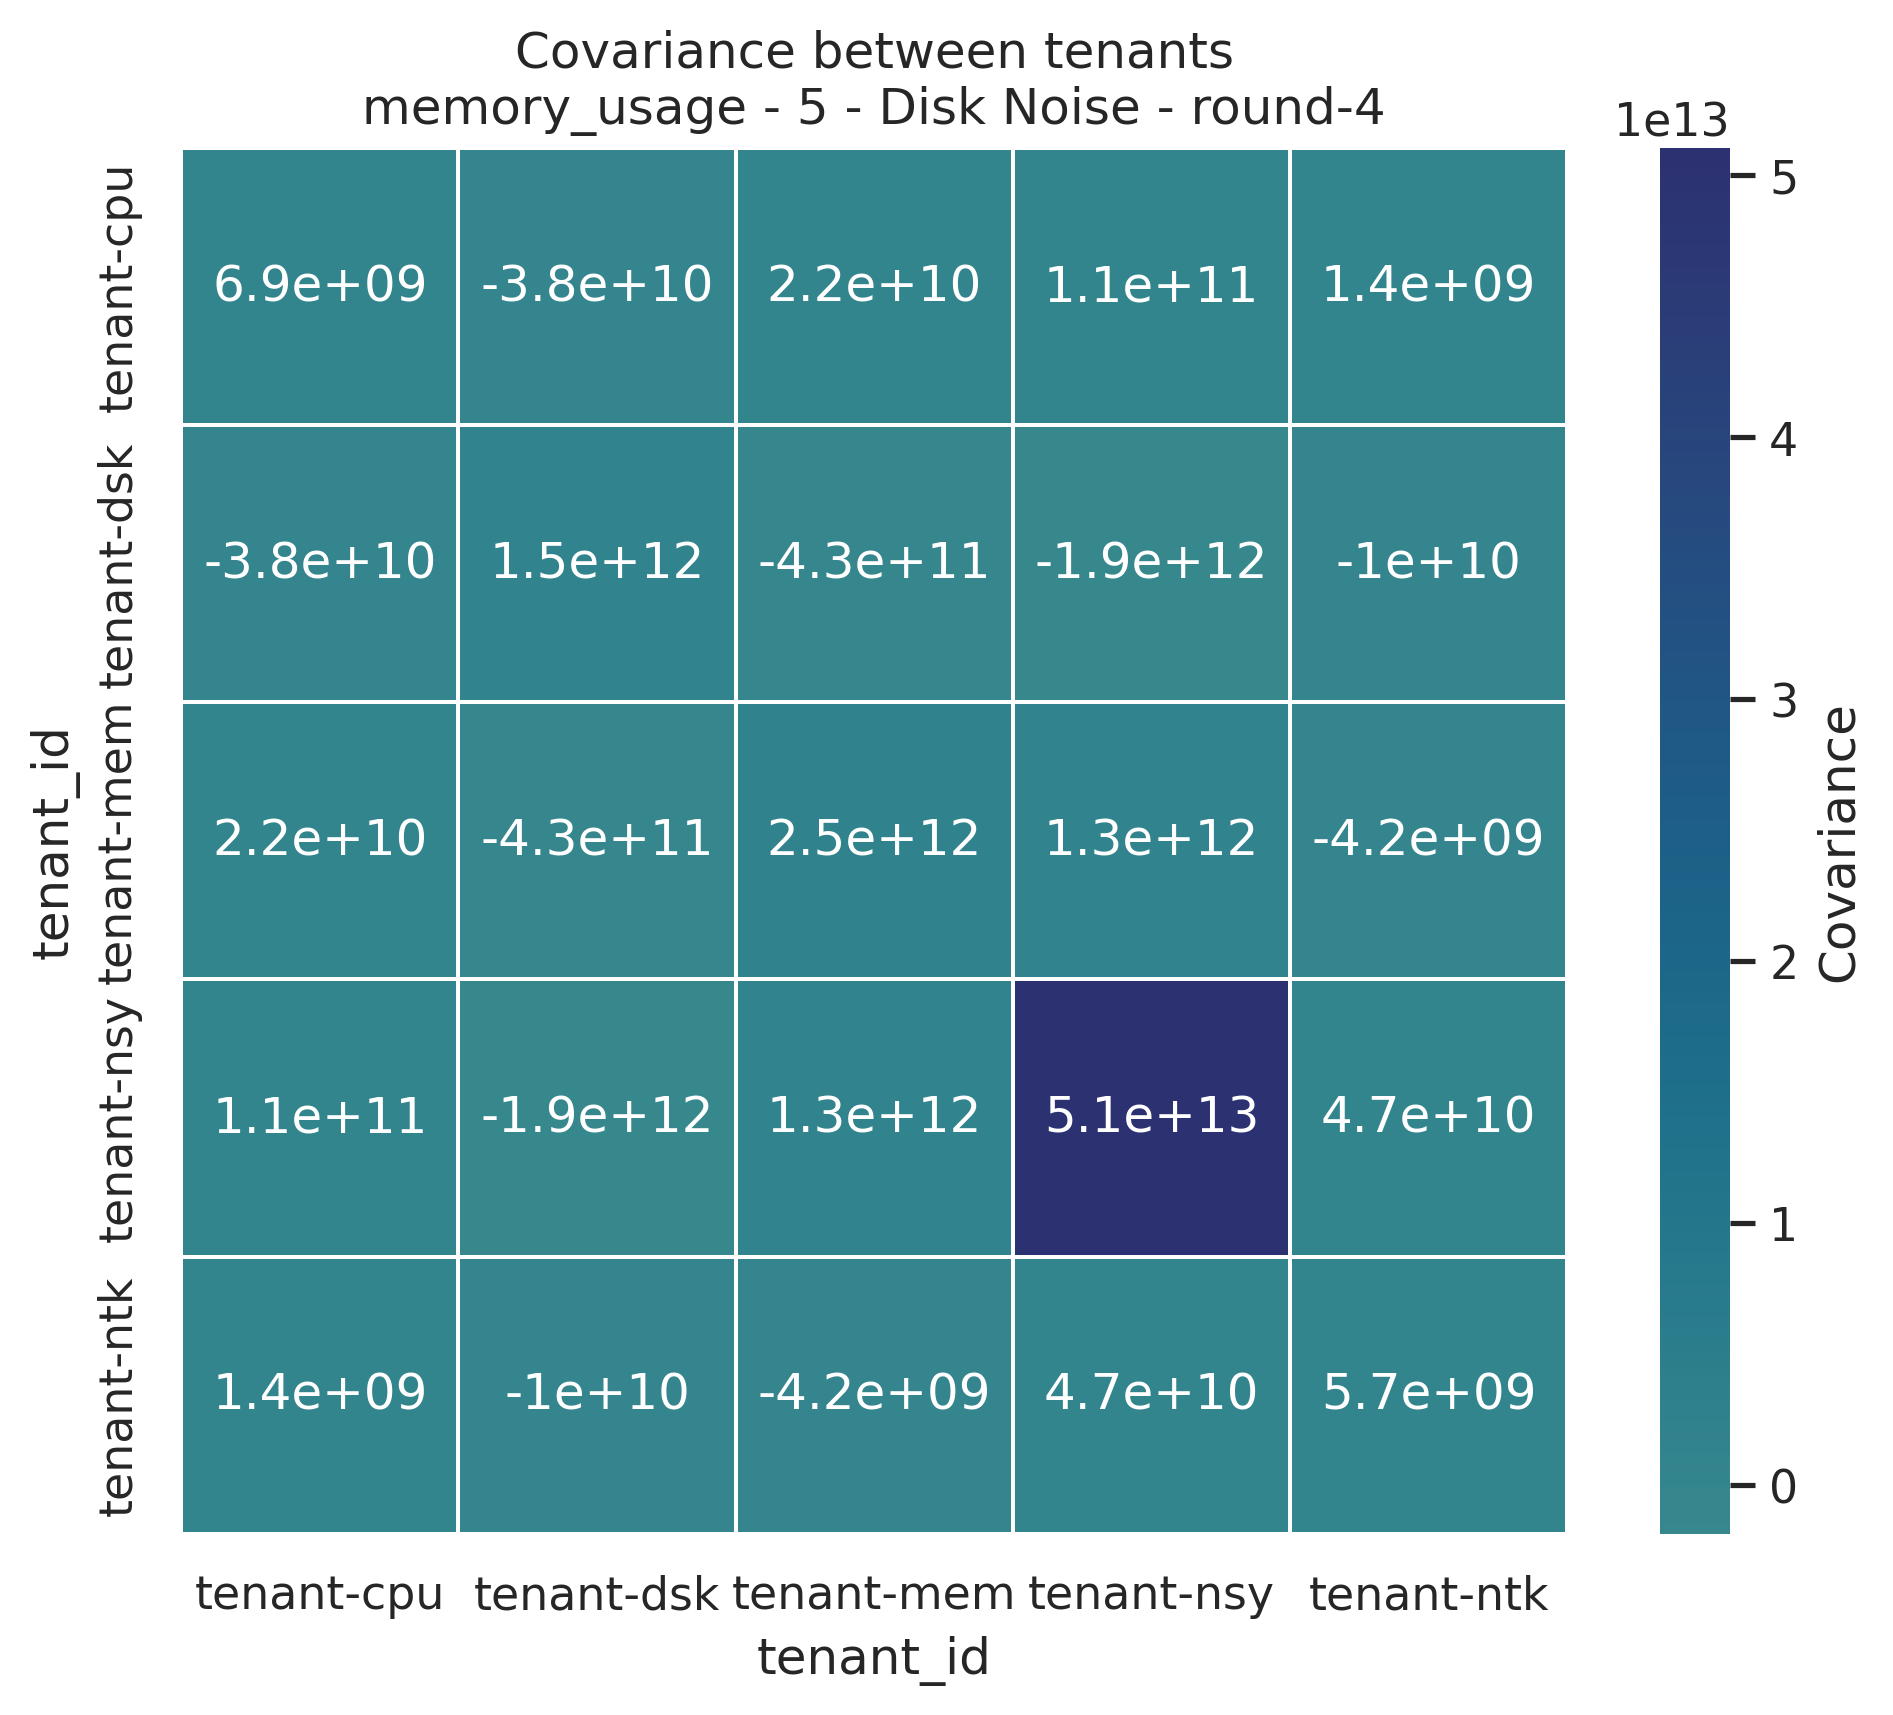 Covariance between tenants
memory_usage - 5 - Disk Noise - round-4
1e13
tenant-cpu
6.9e+09 -3.8e+10 2.2e+10 1.1e+11 1.4e+09
tenant-dsk
-3.8e+10 1.5e+12 -4.3e+11 -1.9e+12 -1e+10
tenant-mem
2.2e+10 -4.3e+11 2.5e+12 1.3e+12 -4.2e+09
tenant-nsy
1.1e+11 -1.9e+12 1.3e+12 5.1e+13 4.7e+10
tenant-ntk
1.4e+09 -1e+10 -4.2e+09 4.7e+10 5.7e+09
tenant_id
tenant-cpu tenant-dsk tenant-mem tenant-nsy tenant-ntk
tenant_id
5
4
3
2
1
0
Covariance